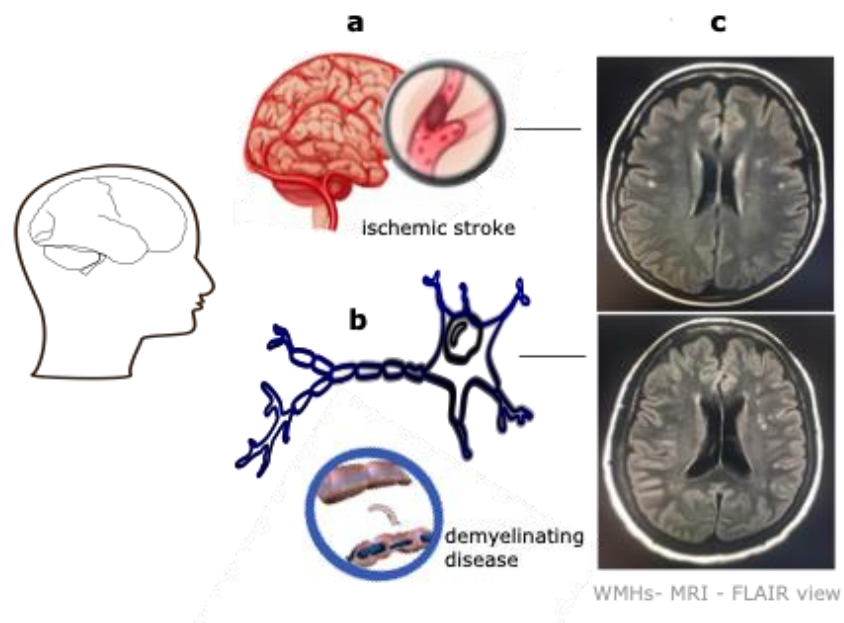 a
c
ischemic stroke
b
demyelinating
disease
WMHs- MRI - FLAIR view